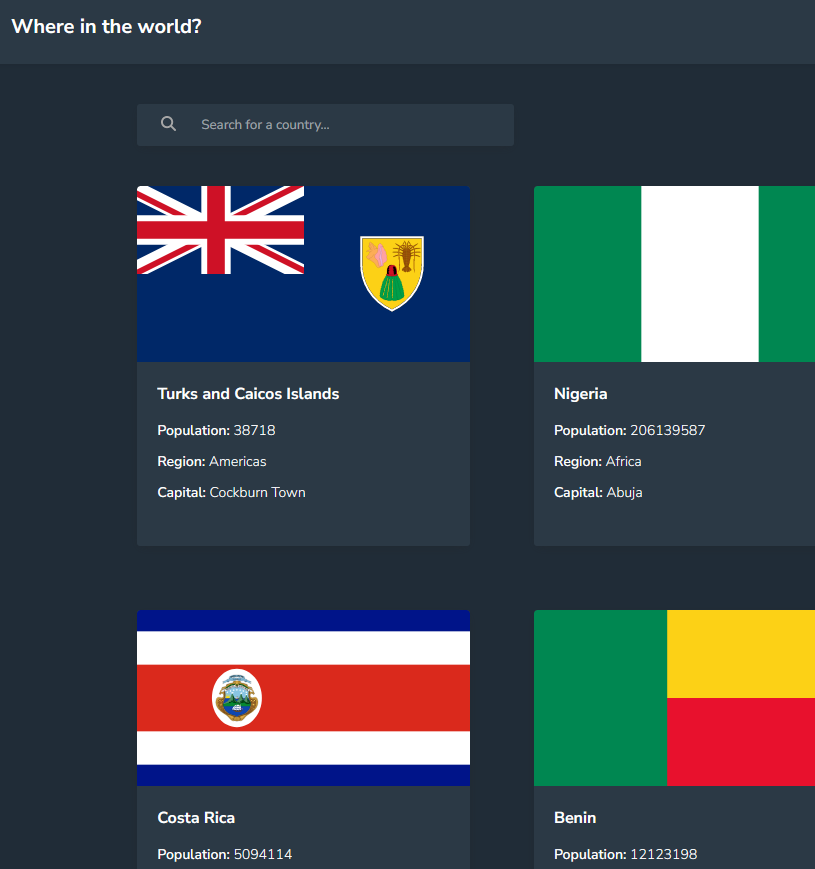 Where in the world?
Search for a country...
Turks and Caicos Islands
Population: 38718
Region: Americas
Capital: Cockburn Town
Nigeria
Population: 206139587
Region: Africa
Capital: Abuja
Costa Rica
Population: 5094114
Benin
Population: 12123198